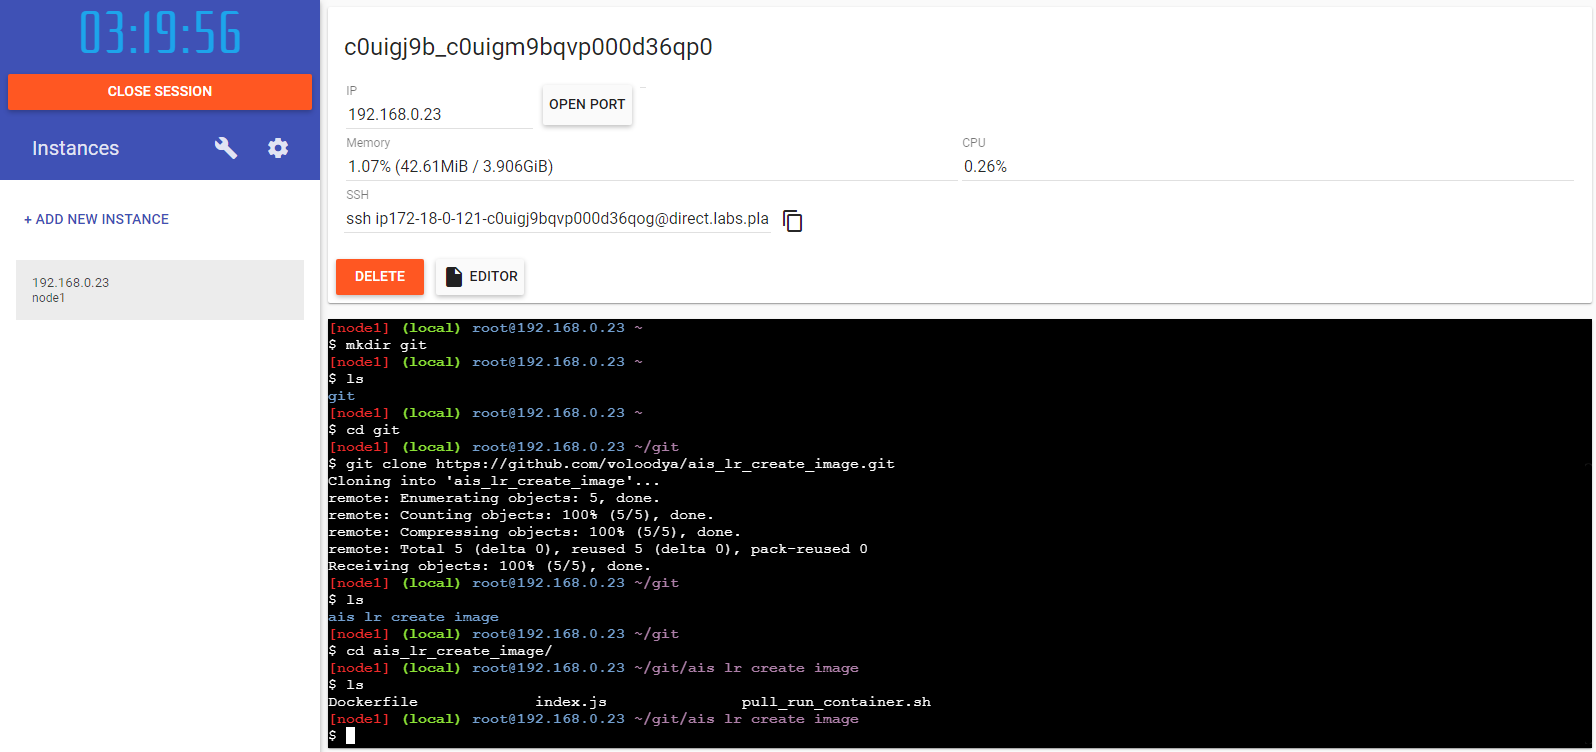 03:19:56
CLOSE SESSION
Instances
+ ADD NEW INSTANCE
192.168.0.23
node1
c0uigj9b_c0uigm9bqvp000d36qp0
IP
192.168.0.23
OPEN PORT
Memory
1.07% (42.61MiB / 3.906GiB)
CPU
0.26%
SSH
ssh ip172-18-0-121-c0uigj9bqvp000d36qog@direct.labs.pla
DELETE
EDITOR
[node1] (local) root@192.168.0.23 ~
$ mkdir git
[node1] (local) root@192.168.0.23 ~
$ ls
git
[node1] (local) root@192.168.0.23 ~
$ cd git
[node1] (local) root@192.168.0.23 ~/git
$ git clone https://github.com/voloodya/ais_lr_create_image.git
Cloning into 'ais_lr_create_image'...
remote: Enumerating objects: 5, done.
remote: Counting objects: 100% (5/5), done.
remote: Compressing objects: 100% (5/5), done.
remote: Total 5 (delta 0), reused 5 (delta 0), pack-reused 0
Receiving objects: 100% (5/5), done.
[node1] (local) root@192.168.0.23 ~/git
$ ls
ais lr create image
[node1] (local) root@192.168.0.23 ~/git
$ cd ais_lr_create_image/
[node1] (local) root@192.168.0.23 ~/git/ais lr create image
$ ls
Dockerfile index.js pull_run_container.sh
[node1] (local) root@192.168.0.23 ~/git/ais lr create image
$